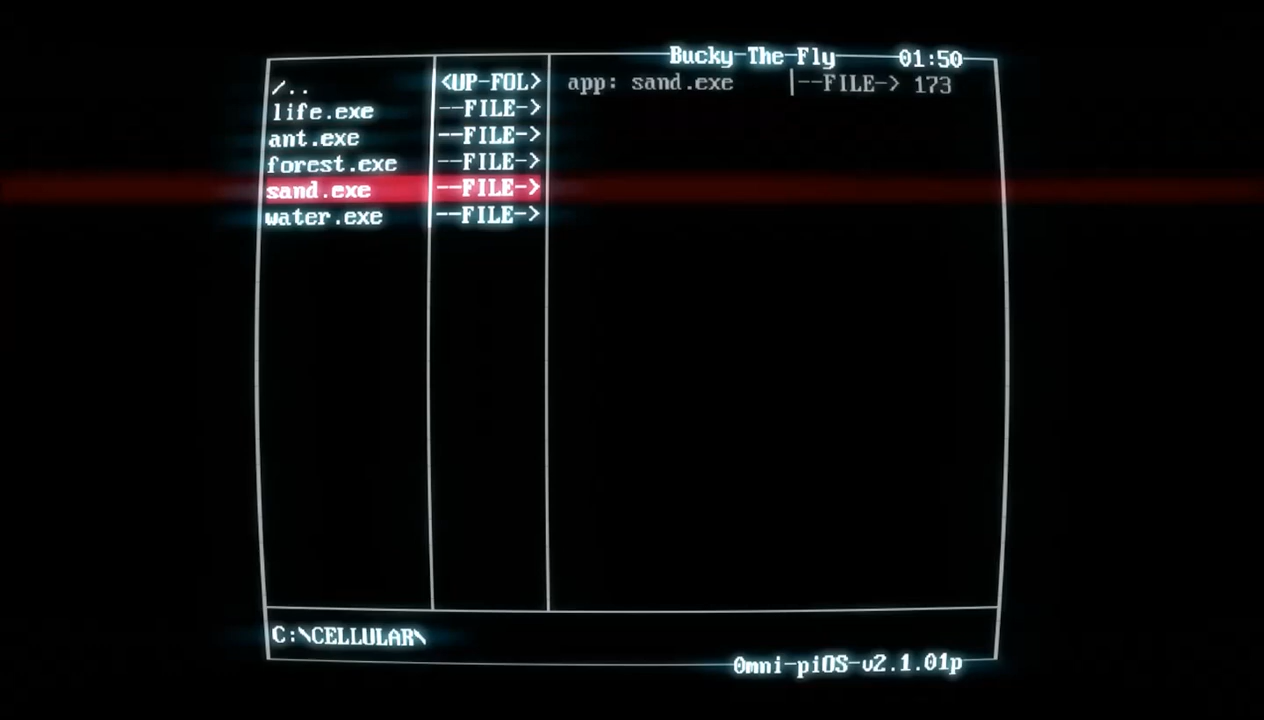 Bucky-The-Fly 01:50
/.. <UP-FOL> app: sand.exe |--FILE-> 173
life.exe --FILE->
ant.exe --FILE->
forest.exe --FILE->
sand.exe --FILE->
water.exe --FILE->
C:\CELLULAR\
0mni-piOS-v2.1.01p